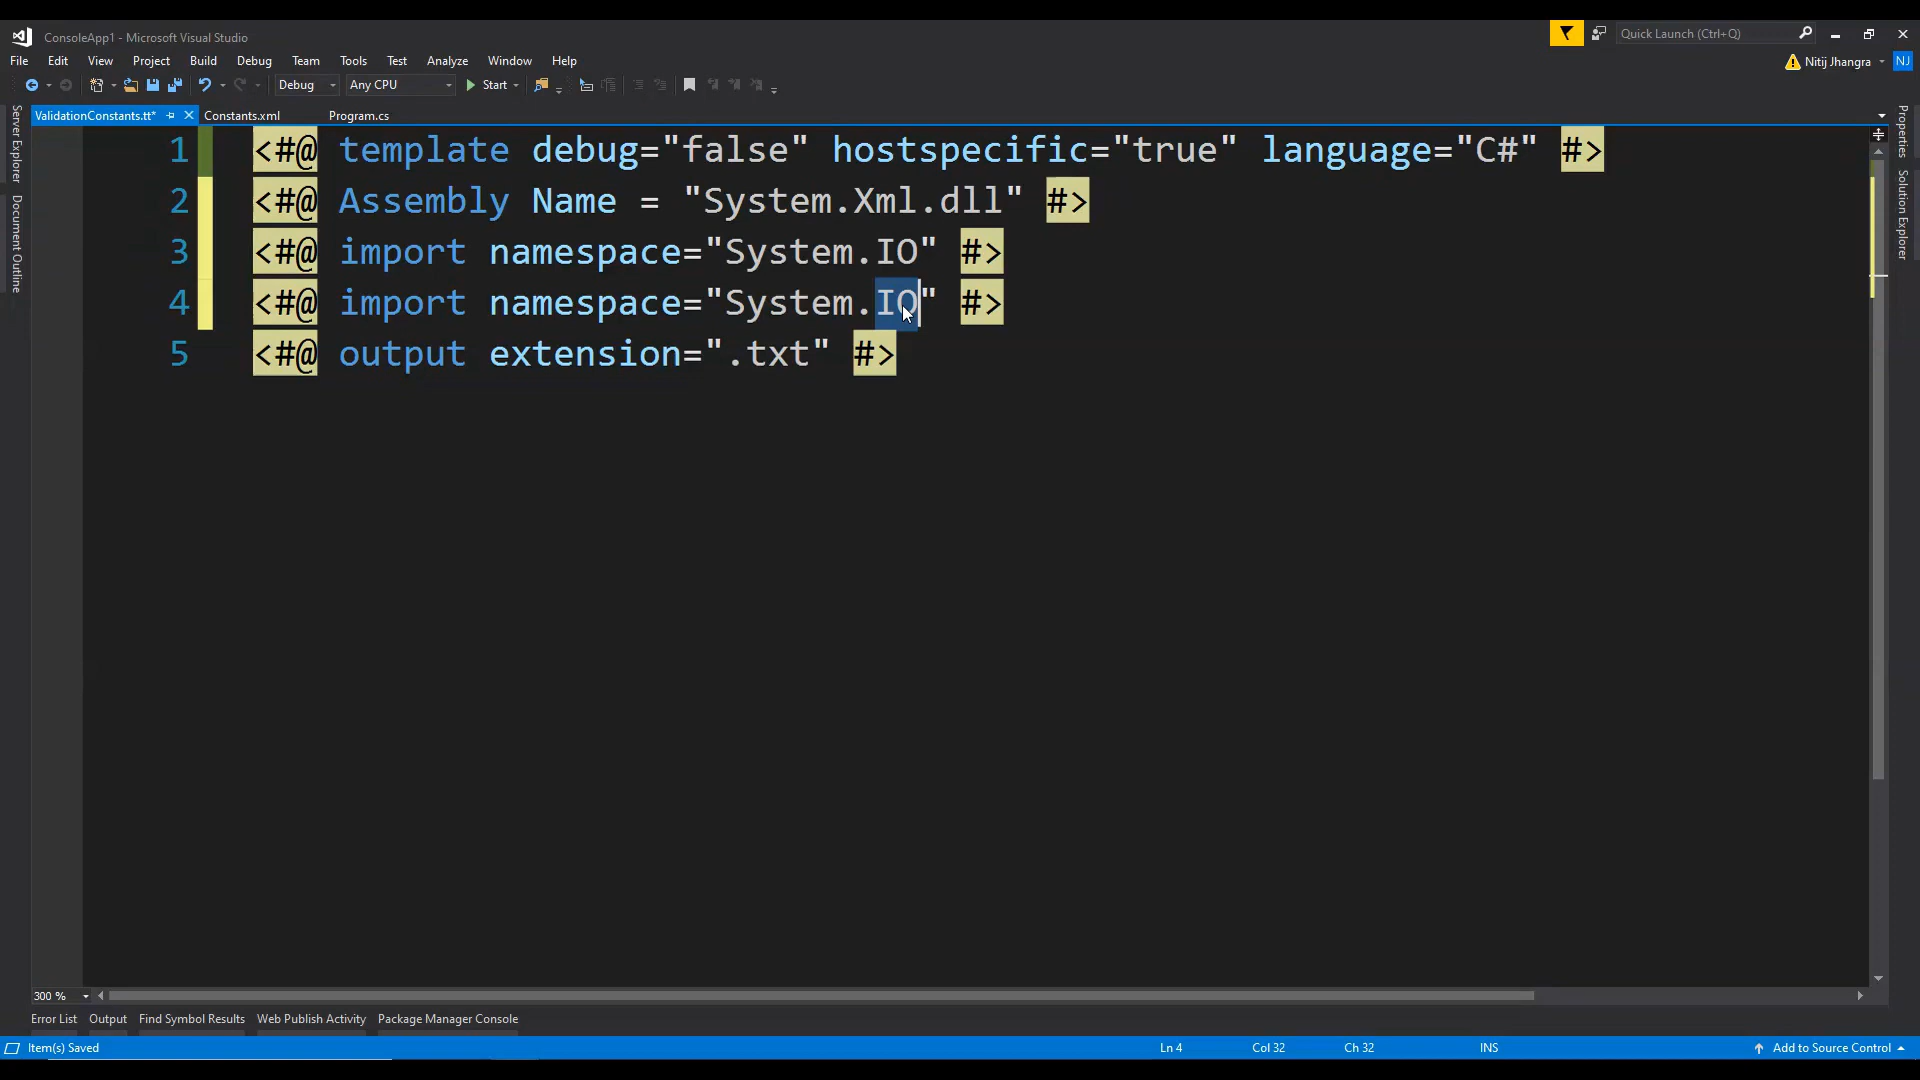 ConsoleApp1 - Microsoft Visual Studio
Quick Launch (Ctrl+Q)
File Edit View Project Build Debug Team Tools Test Analyze Window Help
Nitij Jhangra NJ
Debug Any CPU Start
ValidationConstants.tt* Constants.xml Program.cs
Server Explorer
Document Outline
Properties
Solution Explorer
1 <#@ template debug="false" hostspecific="true" language="C#" #>
2 <#@ Assembly Name = "System.Xml.dll" #>
3 <#@ import namespace="System.IO" #>
4 <#@ import namespace="System.IO" #>
5 <#@ output extension=".txt" #>
300 %
Error List Output Find Symbol Results Web Publish Activity Package Manager Console
Item(s) Saved Ln 4 Col 32 Ch 32 INS Add to Source Control